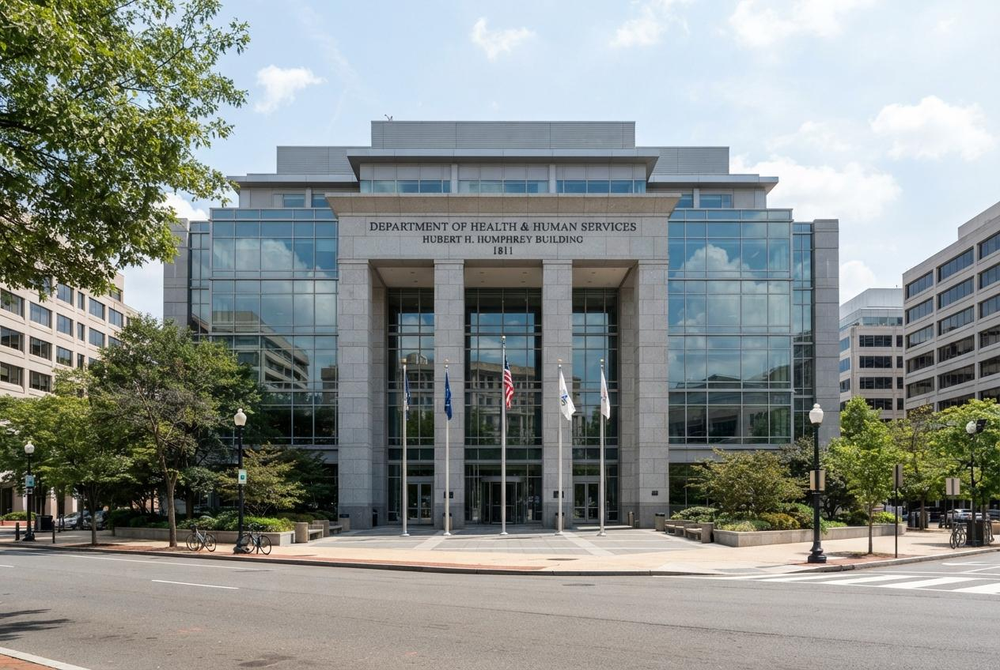 DEPARTMENT OF HEALTH & HUMAN SERVICES
HUBERT H. HUMPHREY BUILDING
1811